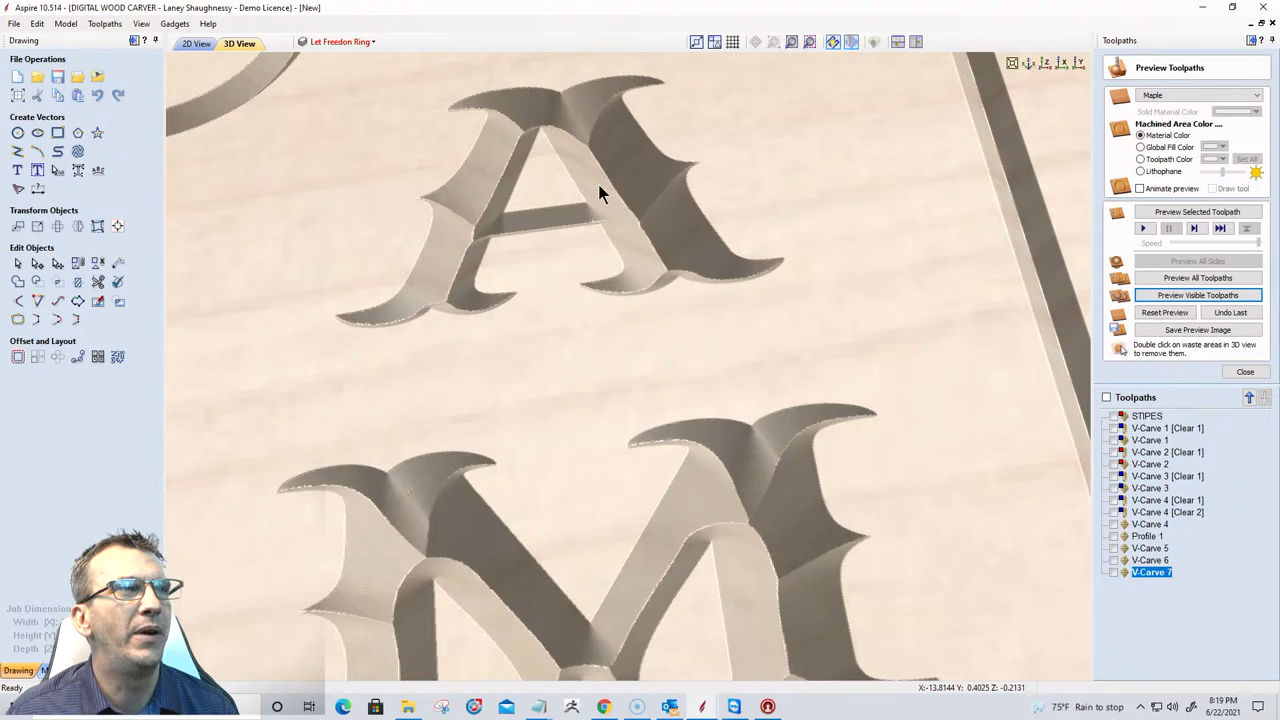 Aspire 10.514 - (DIGITAL WOOD CARVER - Laney Shaughnessy - Demo Licence) - [New]
File Edit Model Toolpaths View Gadgets Help
Drawing
2D View 3D View Let Freedon Ring
Toolpaths
File Operations
Create Vectors
Transform Objects
Edit Objects
Offset and Layout
Job Dimension
Width (X)
Height (Y)
Depth (Z)
Drawing
Ready
A
M
Preview Toolpaths
Maple
Solid Material Color
Machined Area Color ....
Material Color
Global Fill Color
Toolpath Color Set All
Lithophane
Animate preview Draw tool
Preview Selected Toolpath
Speed
Preview All Sides
Preview All Toolpaths
Preview Visible Toolpaths
Reset Preview Undo Last
Save Preview Image
Double click on waste areas in 3D view
to remove them.
Close
Toolpaths
STIPES
V-Carve 1 [Clear 1]
V-Carve 1
V-Carve 2 [Clear 1]
V-Carve 2
V-Carve 3 [Clear 1]
V-Carve 3
V-Carve 4 [Clear 1]
V-Carve 4 [Clear 2]
V-Carve 4
Profile 1
V-Carve 5
V-Carve 6
V-Carve 7
X:-13.8144 Y: 0.4025 Z:-0.2131
75°F Rain to stop
8:19 PM
6/22/2021